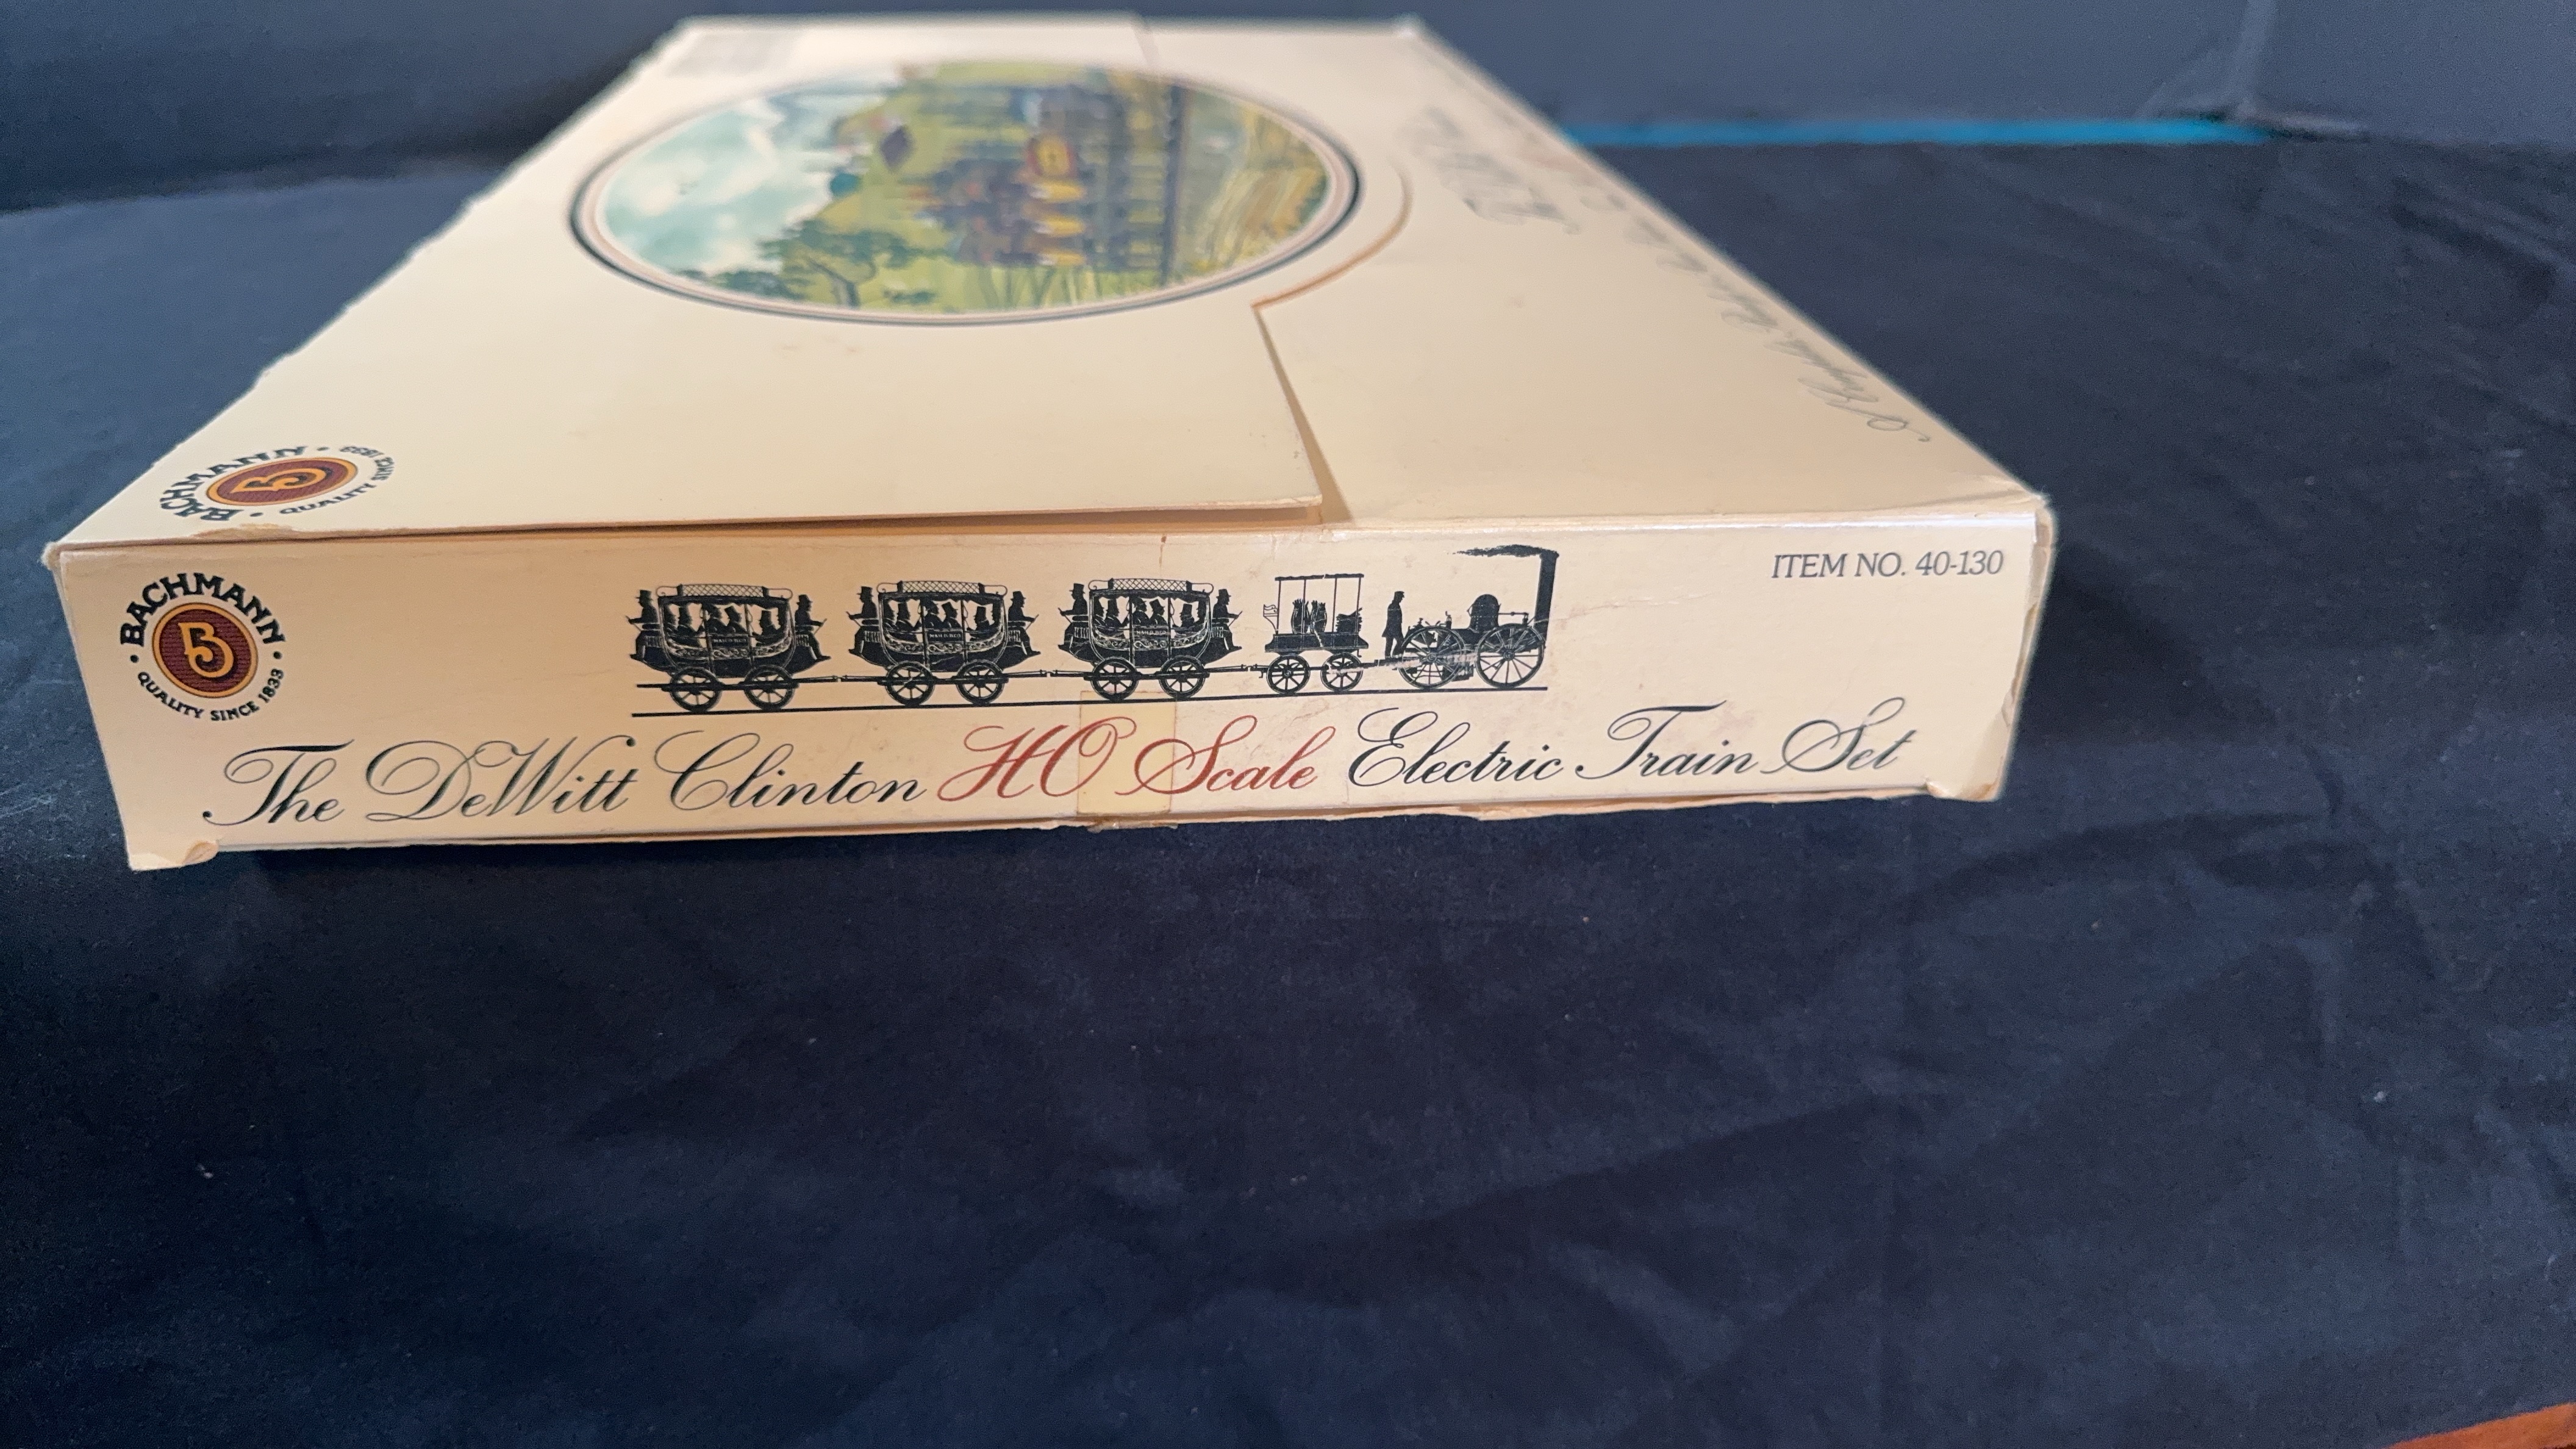 BACHMANN
QUALITY SINCE 1833
B
BACHMANN
B
QUALITY SINCE 1833
ITEM NO. 40-130
The DeWitt Clinton HO Scale Electric Train Set